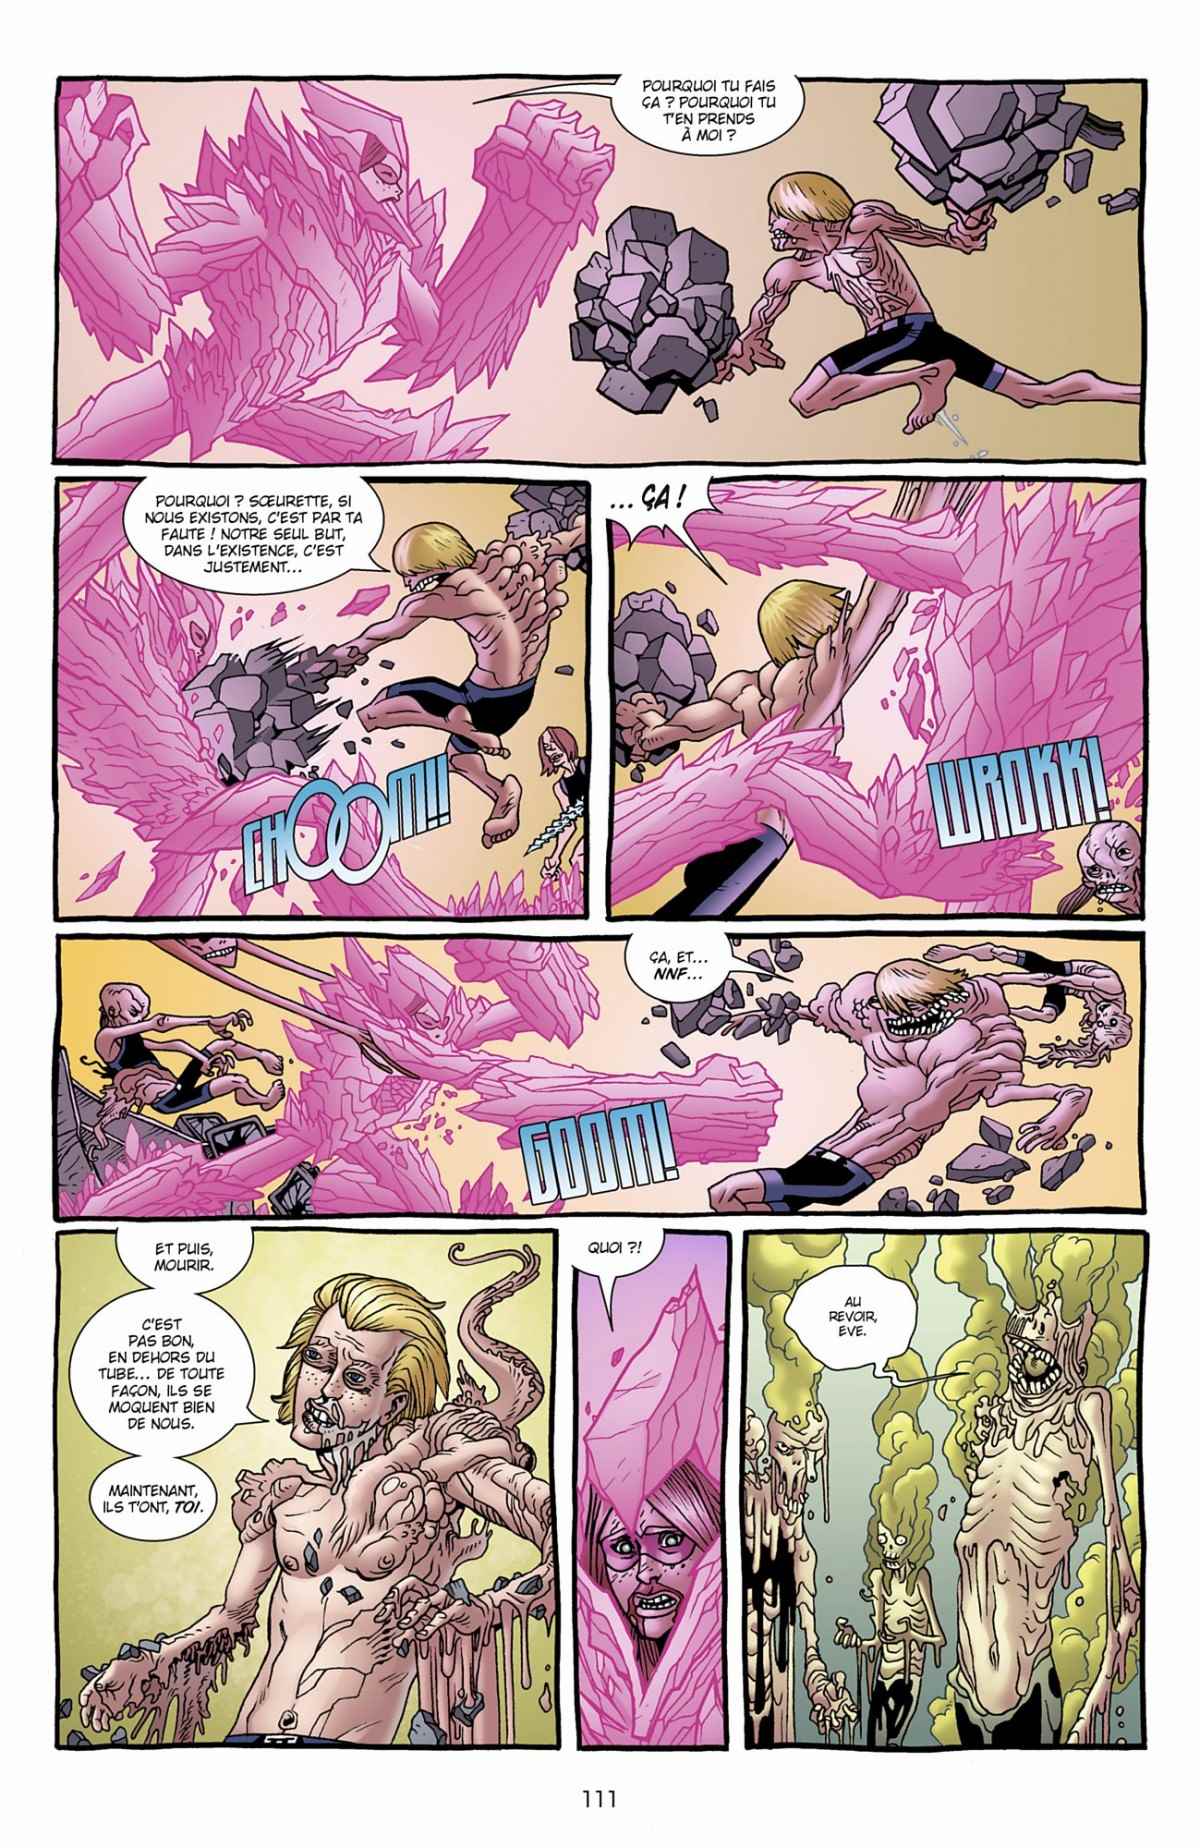 POURQUOI TU FAIS
ÇA ? POURQUOI TU
T'EN PRENDS
À MOI ?
POURQUOI ? SŒURETTE, SI
NOUS EXISTONS, C'EST PAR TA
FAUTE ! NOTRE SEUL BUT,
DANS L'EXISTENCE, C'EST
JUSTEMENT...
CHOOOM!!
... ÇA !
WROKK!
ÇA, ET...
NNF...
GOOM!
ET PUIS,
MOURIR.
C'EST
PAS BON,
EN DEHORS DU
TUBE... DE TOUTE
FAÇON, ILS SE
MOQUENT BIEN
DE NOUS.
MAINTENANT,
ILS T'ONT, TOI.
QUOI ?!
AU
REVOIR,
EVE.
111